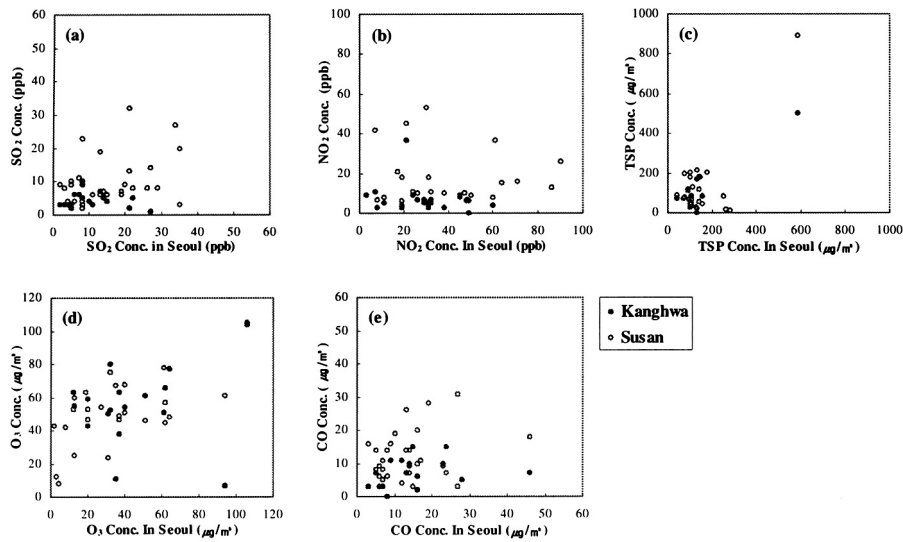 (a)
SO₂ Conc. (ppb)
60
50
40
30
20
10
0
0 10 20 30 40 50 60
SO₂ Conc. in Seoul (ppb)
(b)
NO₂ Conc. (ppb)
100
80
60
40
20
0
0 20 40 60 80 100
NO₂ Conc. In Seoul (ppb)
(c)
TSP Conc. ( μg/m³)
1000
800
600
400
200
0
0 200 400 600 800 1000
TSP Conc. In Seoul (μg/m³)
(d)
O₃ Conc. ( μg/m³)
120
100
80
60
40
20
0
0 20 40 60 80 100 120
O₃ Conc. In Seoul (μg/m³)
(e)
CO Conc. ( μg/m³)
60
50
40
30
20
10
0
0 10 20 30 40 50 60
CO Conc. In Seoul (μg/m³)
Kanghwa
Susan